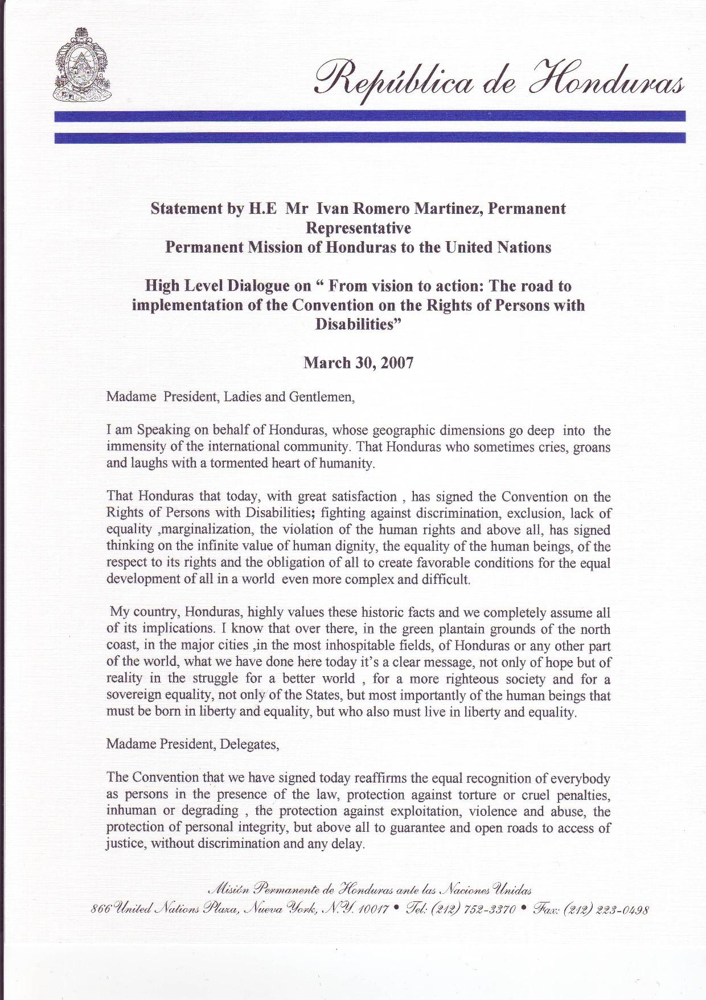 República de Honduras
Statement by H.E Mr Ivan Romero Martinez, Permanent
Representative
Permanent Mission of Honduras to the United Nations
High Level Dialogue on “ From vision to action: The road to
implementation of the Convention on the Rights of Persons with
Disabilities”
March 30, 2007
Madame President, Ladies and Gentlemen,
I am Speaking on behalf of Honduras, whose geographic dimensions go deep into the
immensity of the international community. That Honduras who sometimes cries, groans
and laughs with a tormented heart of humanity.
That Honduras that today, with great satisfaction , has signed the Convention on the
Rights of Persons with Disabilities; fighting against discrimination, exclusion, lack of
equality ,marginalization, the violation of the human rights and above all, has signed
thinking on the infinite value of human dignity, the equality of the human beings, of the
respect to its rights and the obligation of all to create favorable conditions for the equal
development of all in a world even more complex and difficult.
My country, Honduras, highly values these historic facts and we completely assume all
of its implications. I know that over there, in the green plantain grounds of the north
coast, in the major cities ,in the most inhospitable fields, of Honduras or any other part
of the world, what we have done here today it’s a clear message, not only of hope but of
reality in the struggle for a better world , for a more righteous society and for a
sovereign equality, not only of the States, but most importantly of the human beings that
must be born in liberty and equality, but who also must live in liberty and equality.
Madame President, Delegates,
The Convention that we have signed today reaffirms the equal recognition of everybody
as persons in the presence of the law, protection against torture or cruel penalties,
inhuman or degrading , the protection against exploitation, violence and abuse, the
protection of personal integrity, but above all to guarantee and open roads to access of
justice, without discrimination and any delay.
Misión Permanente de Honduras ante las Naciones Unidas
866 United Nations Plaza, Nueva York, N.Y. 10017 • Tel: (212) 752-3370 • Fax: (212) 223-0498